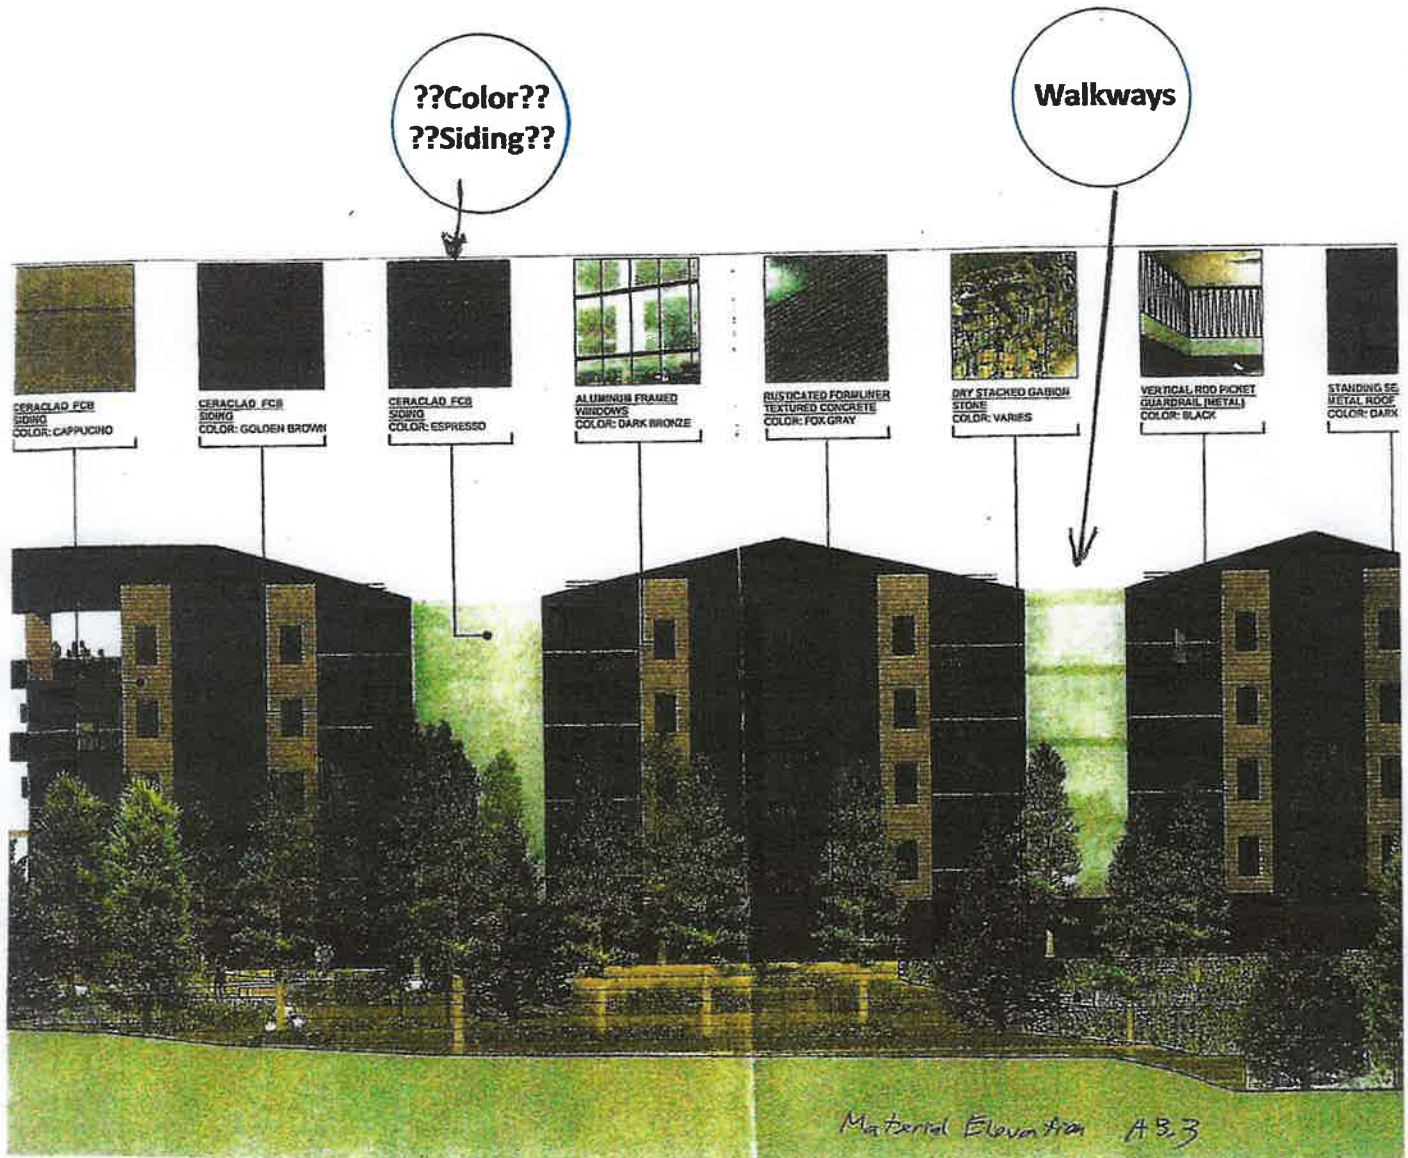 ??Color??
??Siding??
Walkways
CERACLAD FCB
SIDING
COLOR: CAPPUCINO
CERACLAD FCB
SIDING
COLOR: GOLDEN BROWN
CERACLAD FCB
SIDING
COLOR: ESPRESSO
ALUMINUM FRAMED
WINDOWS
COLOR: DARK BRONZE
RUSTICATED FORMLINER
TEXTURED CONCRETE
COLOR: FOX GRAY
DRY STACKED GABION
STONE
COLOR: VARIES
VERTICAL ROD PICKET
GUARDRAIL (METAL)
COLOR: BLACK
STANDING SE
METAL ROOF
COLOR: DARK
Material Elevation A3.3